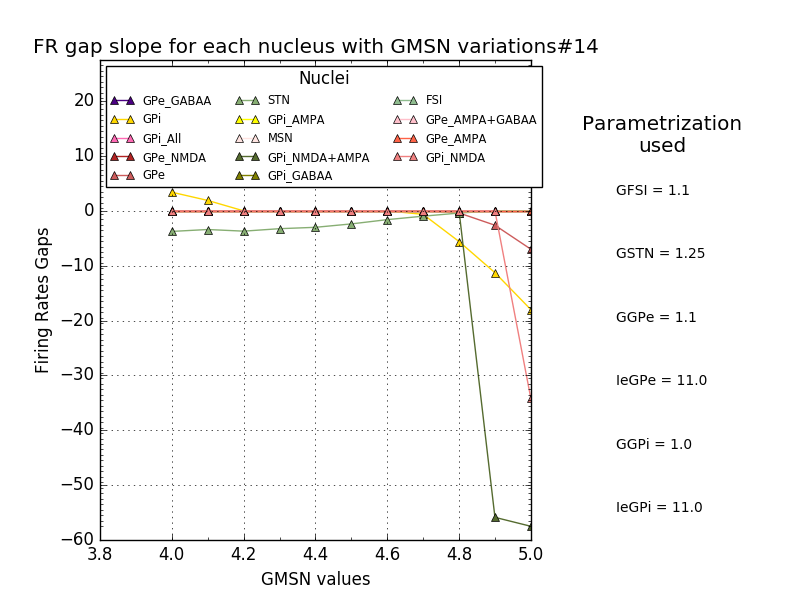 FR gap slope for each nucleus with GMSN variations#14
Nuclei
GPe_GABAA
GPi
GPi_All
GPe_NMDA
GPe
STN
GPi_AMPA
MSN
GPi_NMDA+AMPA
GPi_GABAA
FSI
GPe_AMPA+GABAA
GPe_AMPA
GPi_NMDA
20
10
0
−10
−20
−30
−40
−50
−60
Firing Rates Gaps
3.8
4.0
4.2
4.4
4.6
4.8
5.0
GMSN values
Parametrization
used
GFSI = 1.1
GSTN = 1.25
GGPe = 1.1
IeGPe = 11.0
GGPi = 1.0
IeGPi = 11.0